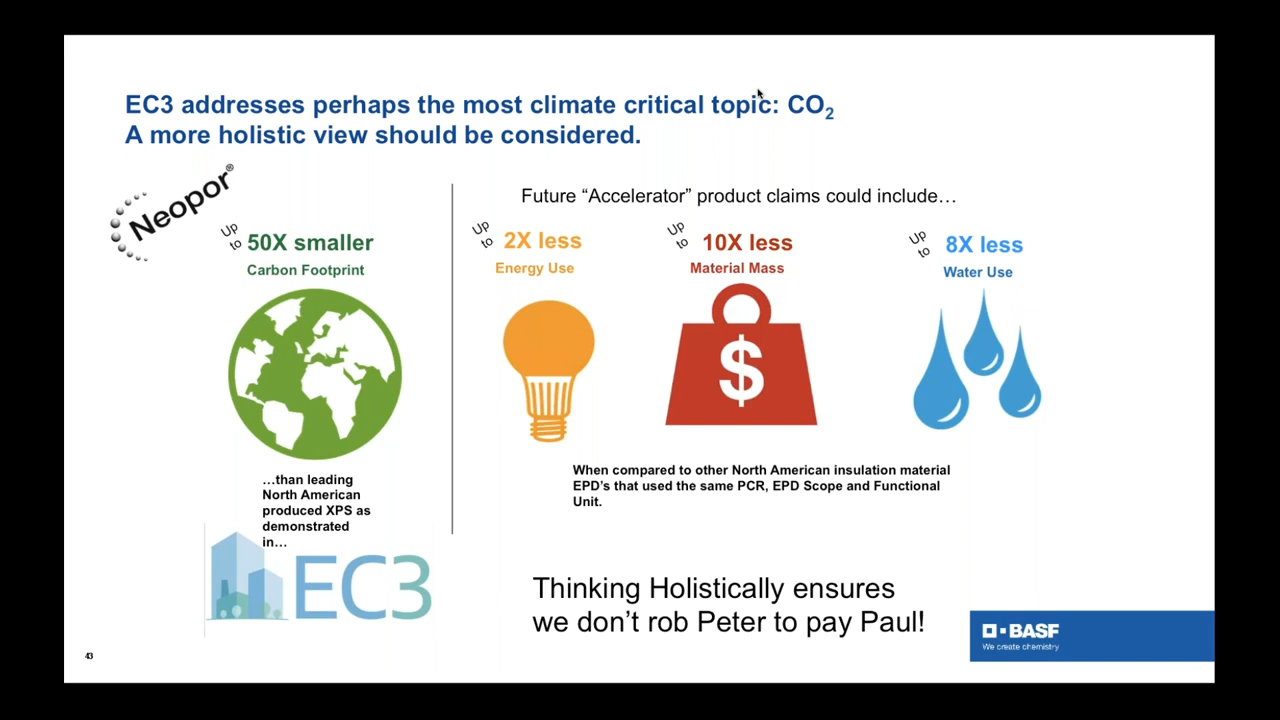 EC3 addresses perhaps the most climate critical topic: CO₂
A more holistic view should be considered.
Neopor®
Up
to
50X smaller
Carbon Footprint
…than leading
North American
produced XPS as
demonstrated
in…
EC3
Future “Accelerator” product claims could include…
Up
to
2X less
Energy Use
Up
to
10X less
Material Mass
$
Up
to
8X less
Water Use
When compared to other North American insulation material
EPD’s that used the same PCR, EPD Scope and Functional
Unit.
Thinking Holistically ensures
we don’t rob Peter to pay Paul!
BASF
We create chemistry
43